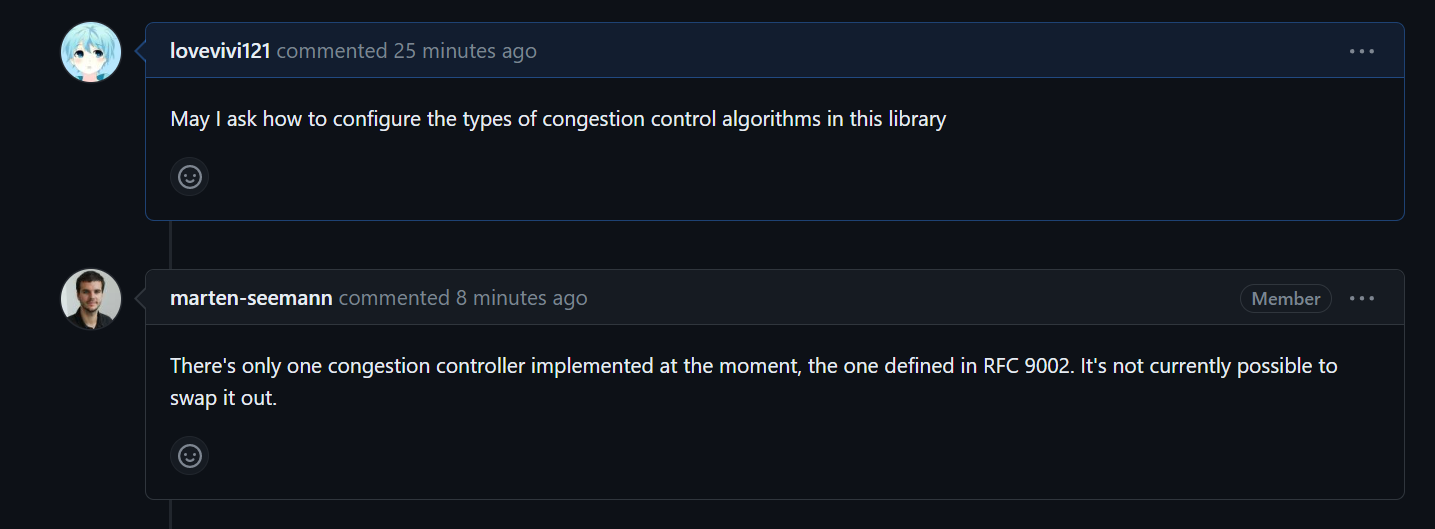 lovevivi121 commented 25 minutes ago
May I ask how to configure the types of congestion control algorithms in this library
marten-seemann commented 8 minutes ago
Member
There's only one congestion controller implemented at the moment, the one defined in RFC 9002. It's not currently possible to
swap it out.